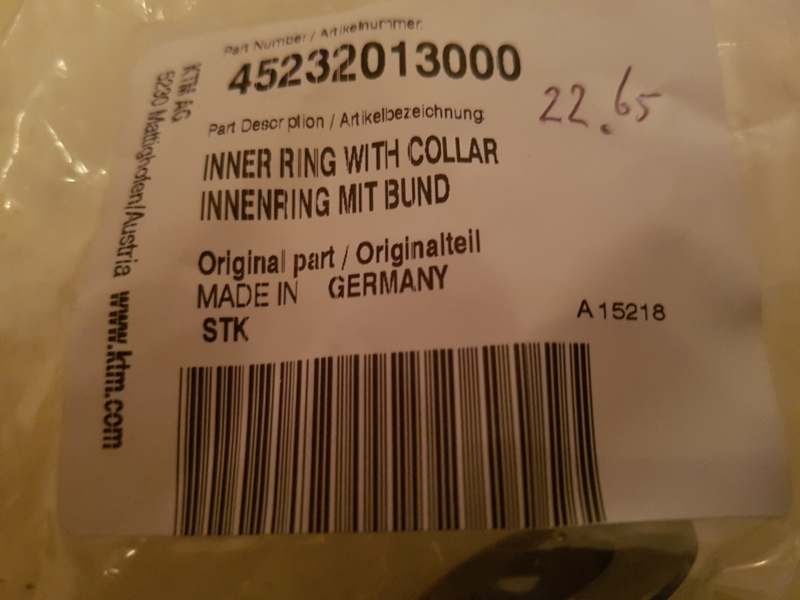 Part Number / Artikelnummer:
45232013000
22.65
Part Description / Artikelbezeichnung:
INNER RING WITH COLLAR
INNENRING MIT BUND
Original part / Originalteil
MADE IN GERMANY
STK
A15218
KTM AG
5230 Mattighofen/Austria www.ktm.com